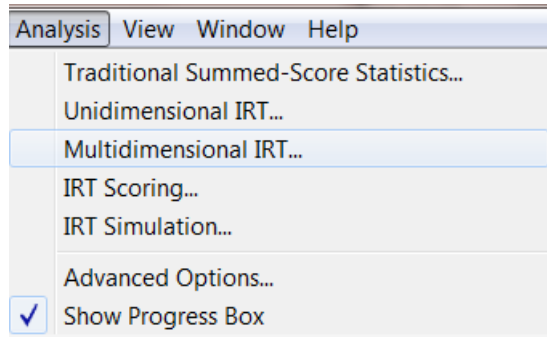 Analysis View Window Help
Traditional Summed-Score Statistics...
Unidimensional IRT...
Multidimensional IRT...
IRT Scoring...
IRT Simulation...
Advanced Options...
Show Progress Box